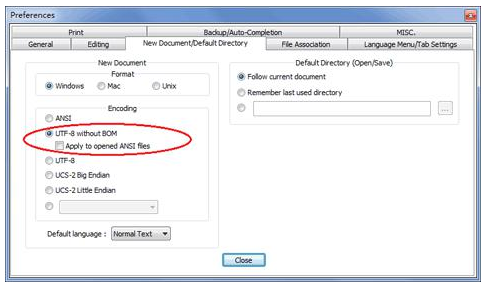 Preferences
Print
Backup/Auto-Completion
MISC.
General
Editing
New Document/Default Directory
File Association
Language Menu/Tab Settings
New Document
Format
Windows
Mac
Unix
Encoding
ANSI
UTF-8 without BOM
Apply to opened ANSI files
UTF-8
UCS-2 Big Endian
UCS-2 Little Endian
Default language :
Normal Text
Default Directory (Open/Save)
Follow current document
Remember last used directory
...
Close